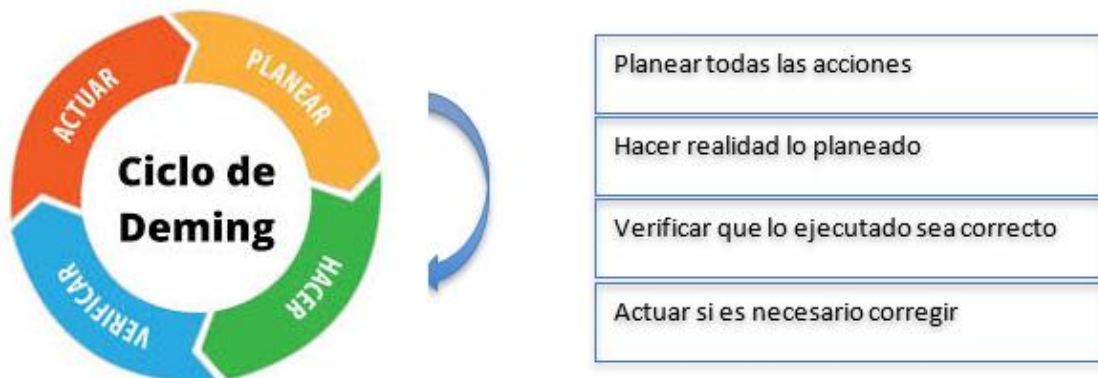 ACTUAR
PLANEAR
Ciclo de
Deming
VERIFICAR
HACER
Planear todas las acciones
Hacer realidad lo planeado
Verificar que lo ejecutado sea correcto
Actuar si es necesario corregir